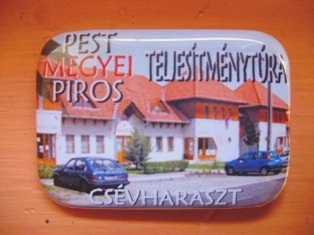 PEST
MEGYEI
PIROS
TELJESÍTMÉNYTÚRA
CSÉVHARASZT